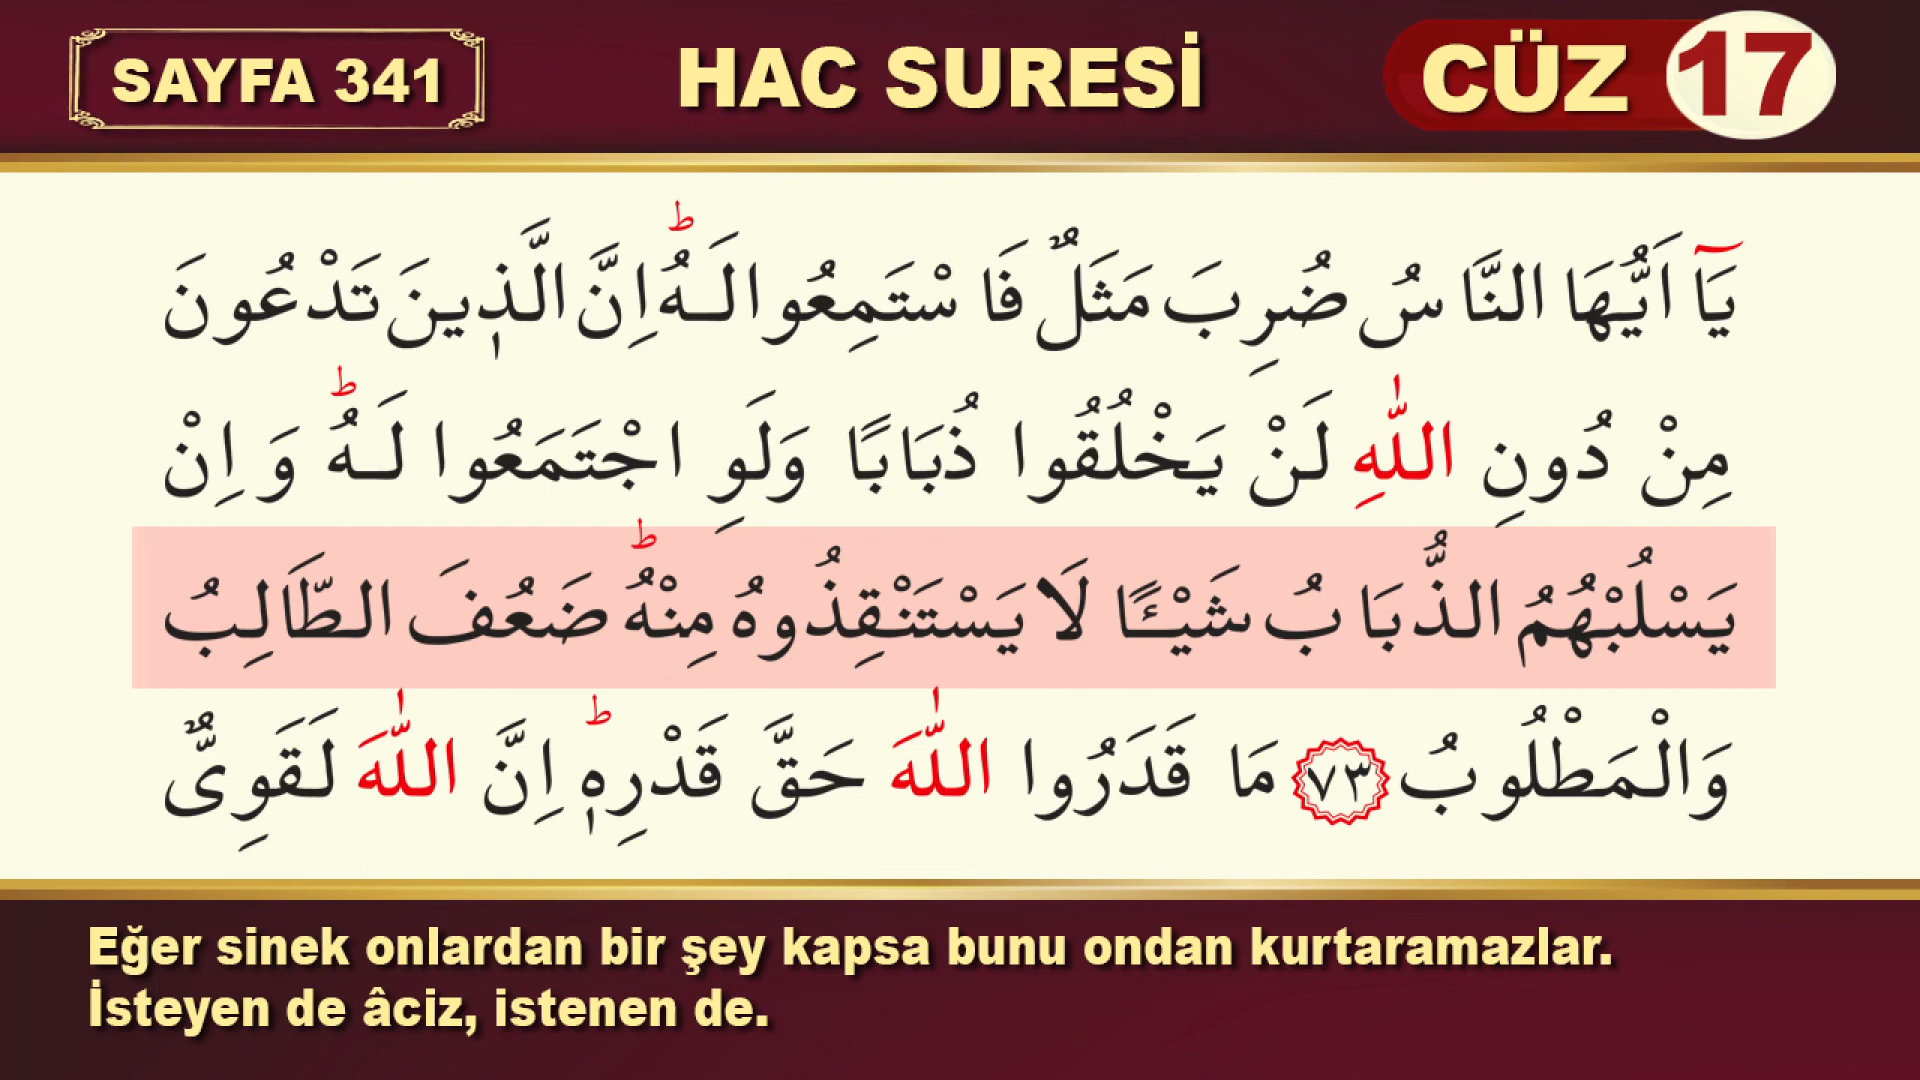 SAYFA 341
HAC SURESİ
CÜZ 17
يَٓا اَيُّهَا النَّاسُ ضُرِبَ مَثَلٌ فَاسْتَمِعُوا لَـهُۜ اِنَّ الَّذ۪ينَ تَدْعُونَ
مِنْ دُونِ اللّٰهِ لَنْ يَخْلُقُوا ذُبَابًا وَلَوِ اجْتَمَعُوا لَـهُۜ وَاِنْ
يَسْلُبْهُمُ الذُّبَابُ شَيْـًٔا لَا يَسْتَنْقِذُوهُ مِنْهُۜ ضَعُفَ الطَّالِبُ
وَالْمَطْلُوبُ ﴿٧٣﴾ مَا قَدَرُوا اللّٰهَ حَقَّ قَدْرِه۪ۜ اِنَّ اللّٰهَ لَقَوِيٌّ
Eğer sinek onlardan bir şey kapsa bunu ondan kurtaramazlar.
İsteyen de âciz, istenen de.